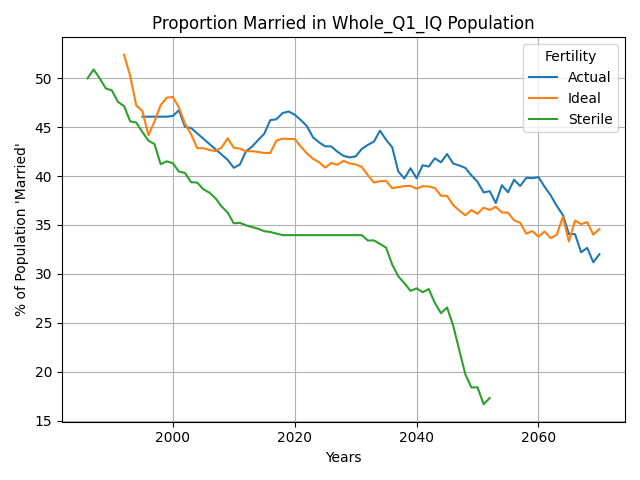 Proportion Married in Whole_Q1_IQ Population
% of Population 'Married'
50
45
40
35
30
25
20
15
2000
2020
2040
2060
Years
Fertility
Actual
Ideal
Sterile